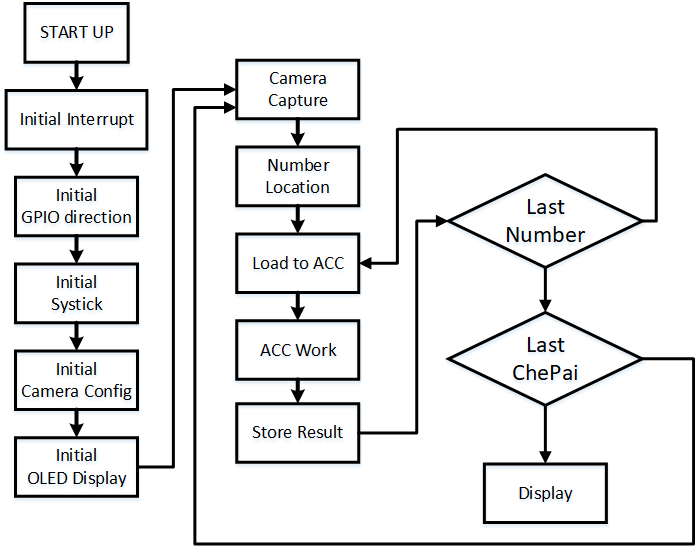 START UP
Initial Interrupt
Initial
GPIO direction
Initial
Systick
Initial
Camera Config
Initial
OLED Display
Camera
Capture
Number
Location
Load to ACC
ACC Work
Store Result
Last
Number
Last
ChePai
Display